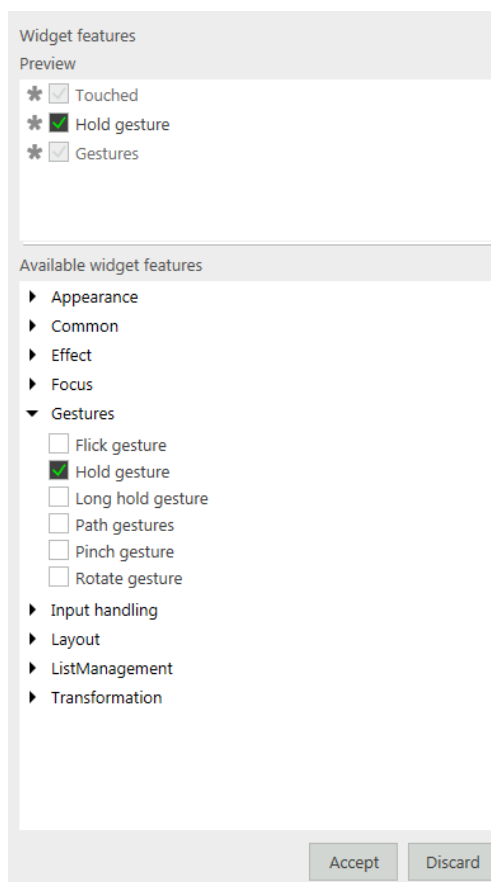 Widget features
Preview
Touched
Hold gesture
Gestures
Available widget features
Appearance
Common
Effect
Focus
Gestures
Flick gesture
Hold gesture
Long hold gesture
Path gestures
Pinch gesture
Rotate gesture
Input handling
Layout
ListManagement
Transformation
Accept Discard